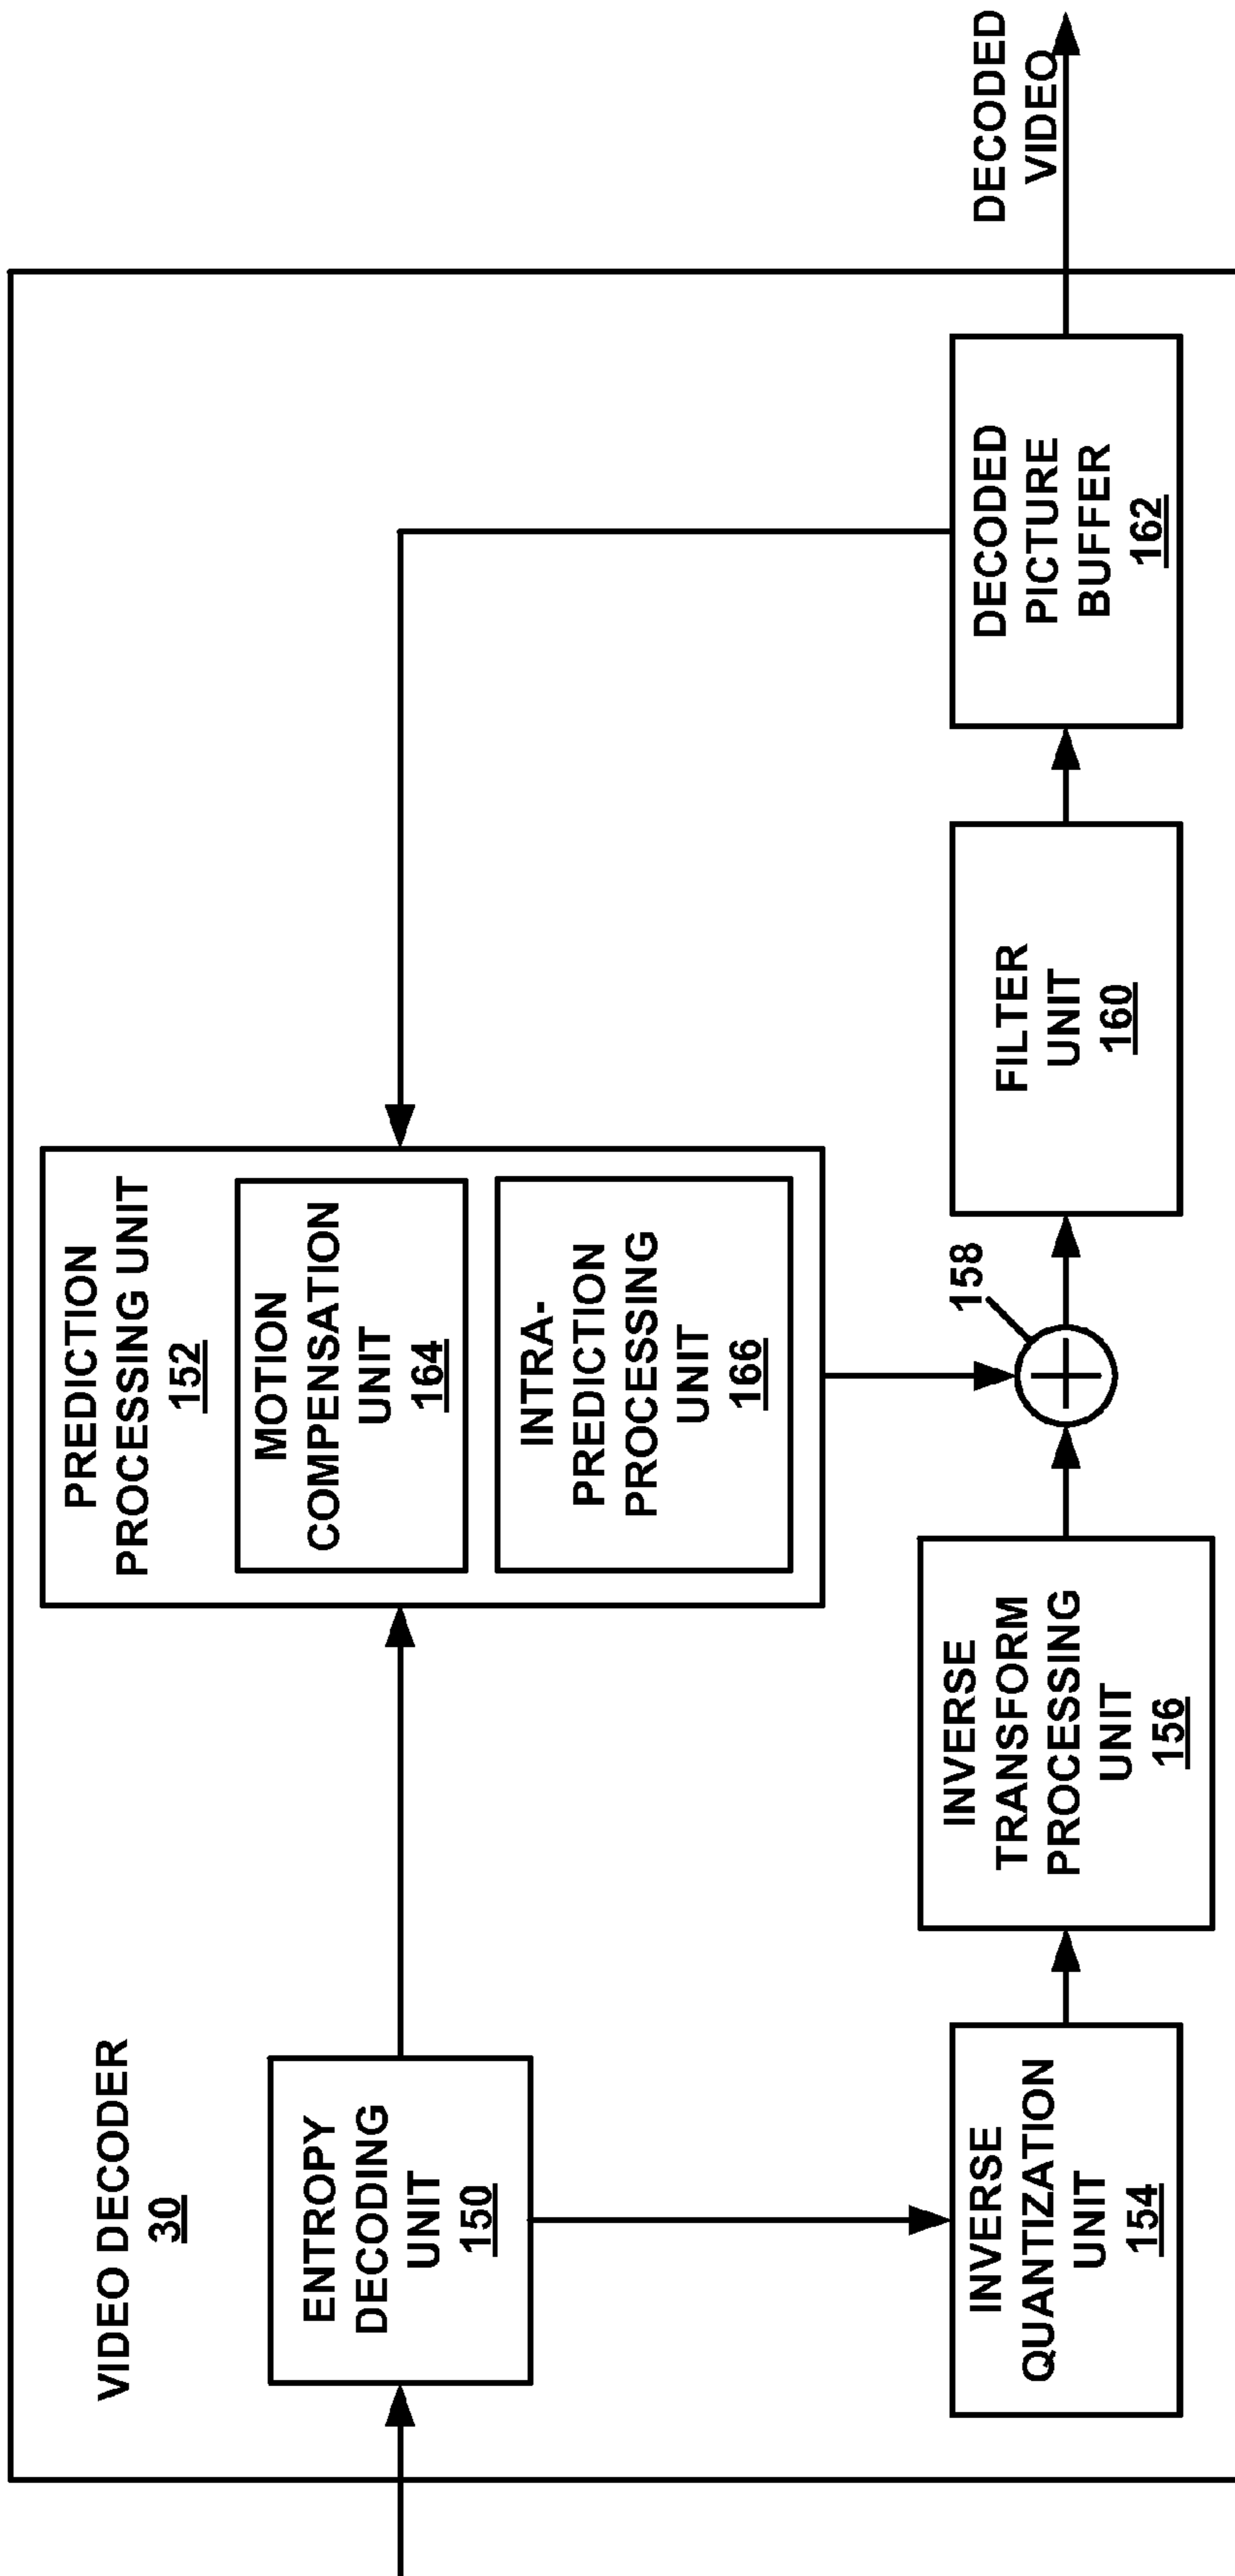 VIDEO DECODER
30
ENTROPY
DECODING
UNIT
150
PREDICTION
PROCESSING UNIT
152
MOTION
COMPENSATION
UNIT
164
INTRA-
PREDICTION
PROCESSING
UNIT
166
INVERSE
QUANTIZATION
UNIT
154
INVERSE
TRANSFORM
PROCESSING
UNIT
156
158
FILTER
UNIT
160
DECODED
PICTURE
BUFFER
162
DECODED
VIDEO